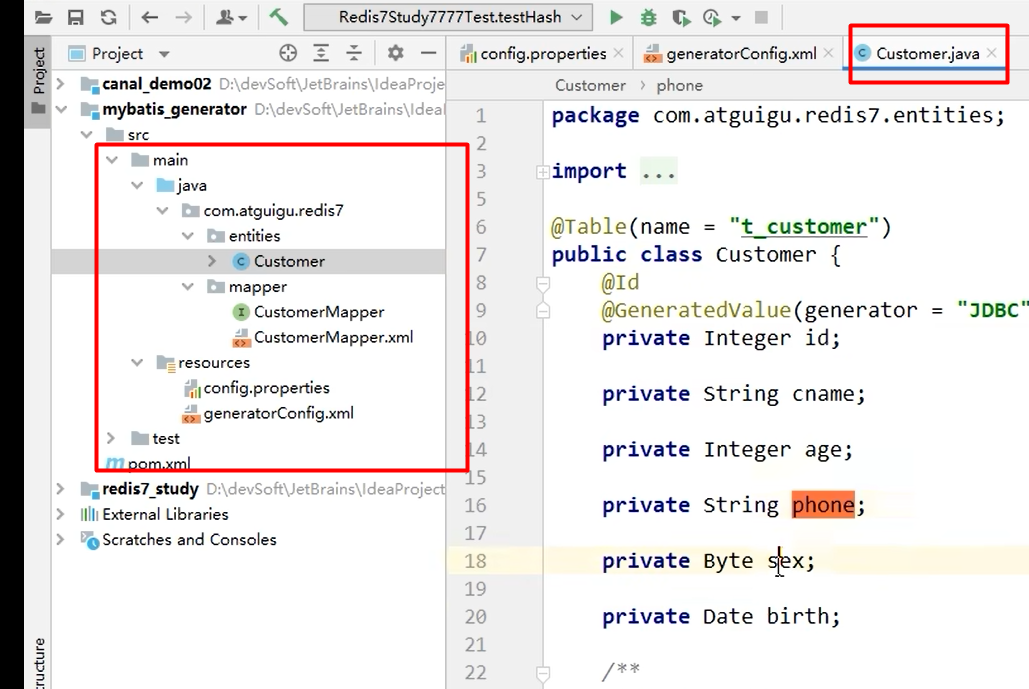 Redis7Study7777Test.testHash
Project
Project
config.properties
generatorConfig.xml
Customer.java
canal_demo02 D:\devSoft\JetBrains\IdeaProje
mybatis_generator D:\devSoft\JetBrains\Ideal
src
main
java
com.atguigu.redis7
entities
Customer
mapper
CustomerMapper
CustomerMapper.xml
resources
config.properties
generatorConfig.xml
test
pom.xml
redis7_study D:\devSoft\JetBrains\IdeaProject
External Libraries
Scratches and Consoles
ructure
Customer › phone
1 package com.atguigu.redis7.entities;
2
3 import ...
5
6 @Table(name = "t_customer")
7 public class Customer {
8 @Id
9 @GeneratedValue(generator = "JDBC"
10 private Integer id;
11
12 private String cname;
13
14 private Integer age;
15
16 private String phone;
17
18 private Byte sex;
19
20 private Date birth;
21
22 /**